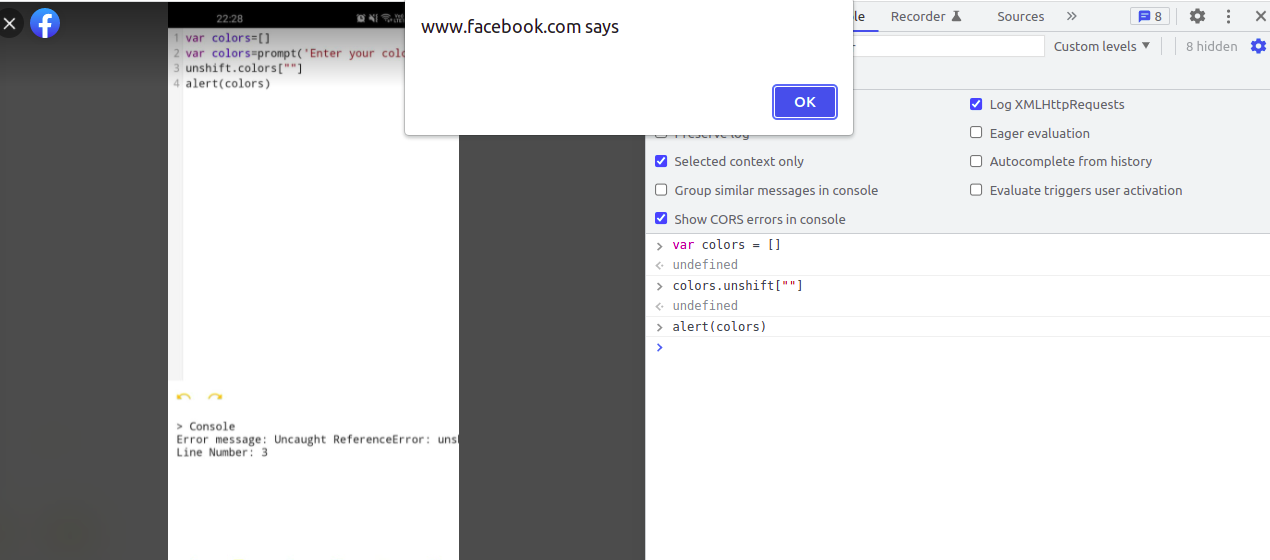 22:28
1 var colors=[]
2 var colors=prompt('Enter your
3 unshift.colors[""]
4 alert(colors)
> Console
Error message: Uncaught ReferenceError:
Line Number: 3
www.facebook.com says
OK
Recorder
Sources
»
8
Custom levels ▼
8 hidden
Preserve log
Selected context only
Group similar messages in console
Show CORS errors in console
Log XMLHttpRequests
Eager evaluation
Autocomplete from history
Evaluate triggers user activation
> var colors = []
undefined
> colors.unshift[""]
undefined
> alert(colors)
>